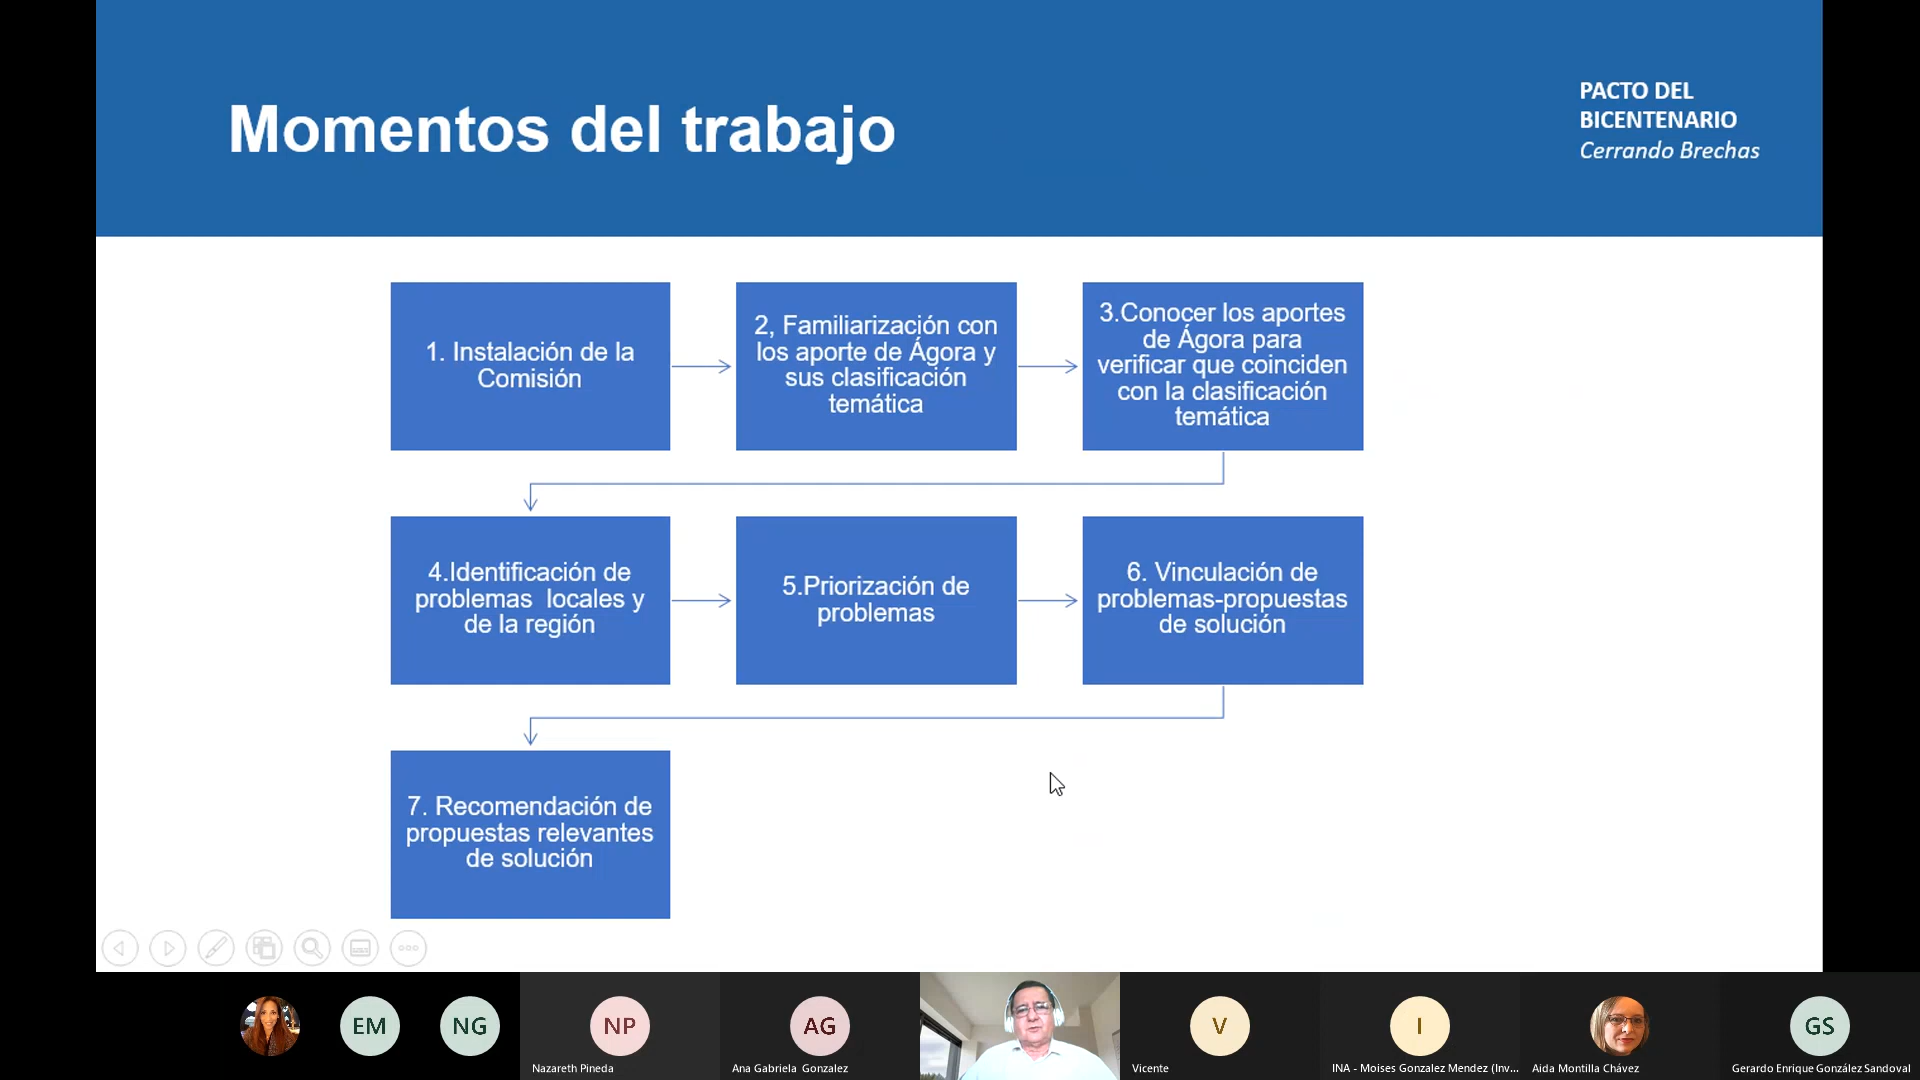 Momentos del trabajo
PACTO DEL
BICENTENARIO
Cerrando Brechas
1. Instalación de la
Comisión
2, Familiarización con
los aporte de Ágora y
sus clasificación
temática
3.Conocer los aportes
de Ágora para
verificar que coinciden
con la clasificación
temática
4.Identificación de
problemas locales y
de la región
5.Priorización de
problemas
6. Vinculación de
problemas-propuestas
de solución
7. Recomendación de
propuestas relevantes
de solución
EM
NG
NP
AG
V
I
GS
Nazareth Pineda
Ana Gabriela Gonzalez
Vicente
INA - Moises Gonzalez Mendez (Inv...
Aida Montilla Chávez
Gerardo Enrique González Sandoval